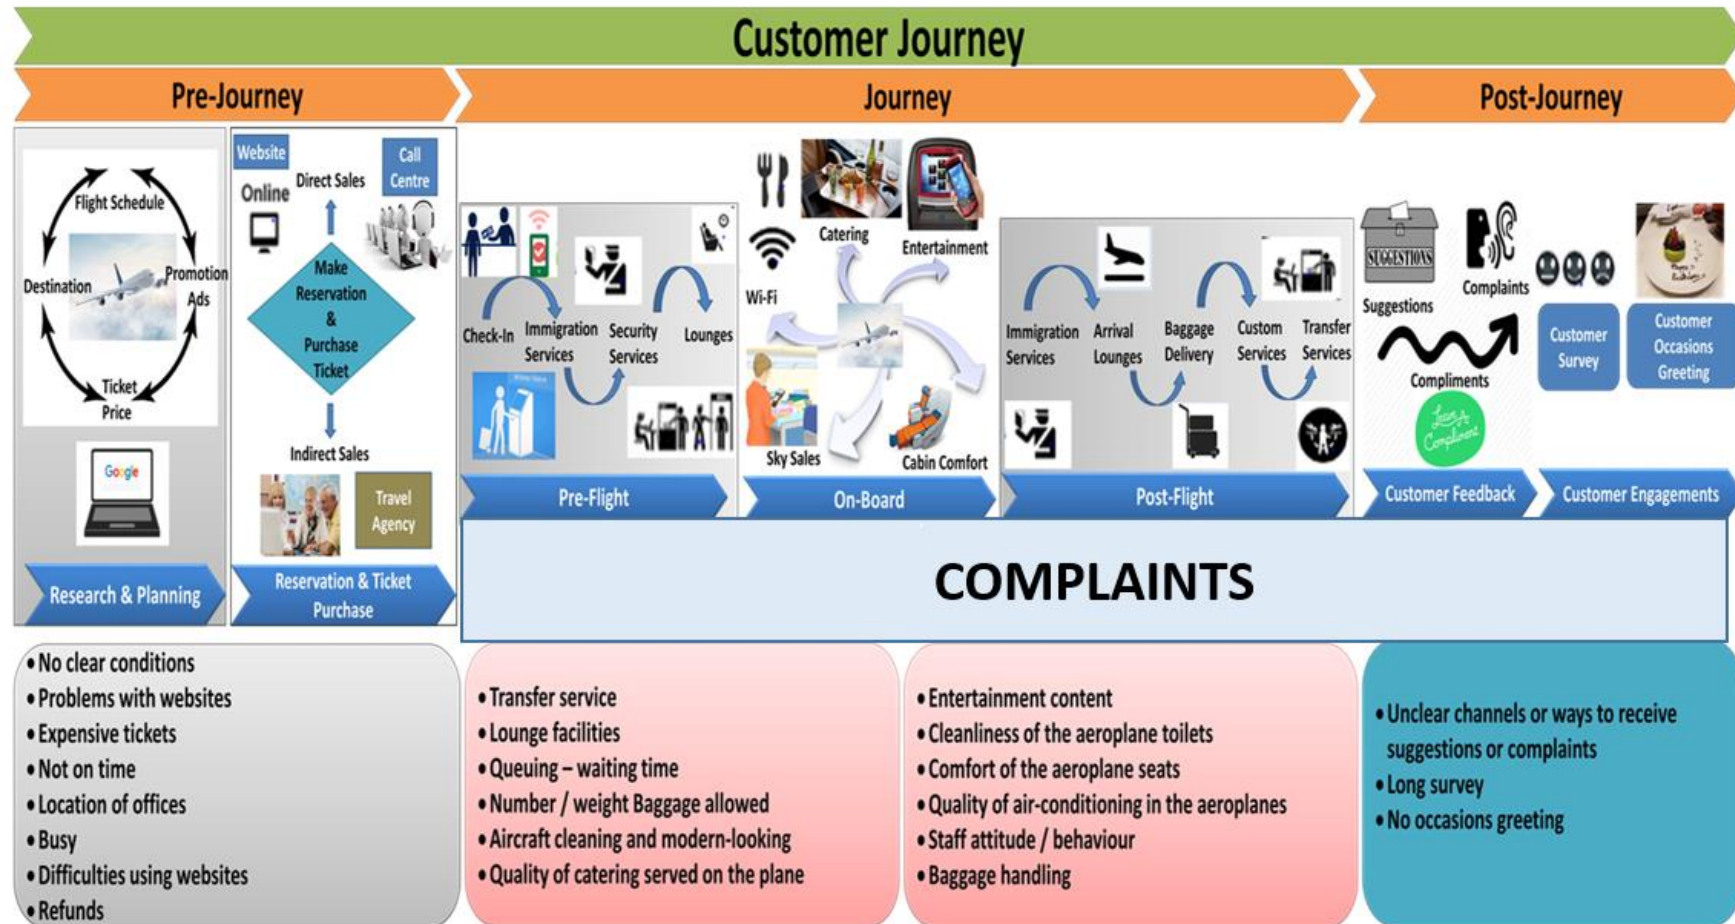 Customer Journey
Pre-Journey
Journey
Post-Journey
Website
Online
Direct Sales
Call
Centre
Flight Schedule
Destination
Promotion
Ads
Ticket
Price
Google
Make
Reservation
&
Purchase
Ticket
Indirect Sales
Travel
Agency
Research & Planning
Reservation & Ticket
Purchase
Check-In
Immigration
Services
Security
Services
Lounges
Pre-Flight
Catering
Entertainment
Wi-Fi
Sky Sales
Cabin Comfort
On-Board
Immigration
Services
Arrival
Lounges
Baggage
Delivery
Custom
Services
Transfer
Services
Post-Flight
SUGGESTIONS
Suggestions
Complaints
Compliments
Leave A
Compliment
Customer
Survey
Customer
Occasions
Greeting
Customer Feedback
Customer Engagements
COMPLAINTS
• No clear conditions
• Problems with websites
• Expensive tickets
• Not on time
• Location of offices
• Busy
• Difficulties using websites
• Refunds
• Transfer service
• Lounge facilities
• Queuing – waiting time
• Number / weight Baggage allowed
• Aircraft cleaning and modern-looking
• Quality of catering served on the plane
• Entertainment content
• Cleanliness of the aeroplane toilets
• Comfort of the aeroplane seats
• Quality of air-conditioning in the aeroplanes
• Staff attitude / behaviour
• Baggage handling
• Unclear channels or ways to receive
suggestions or complaints
• Long survey
• No occasions greeting